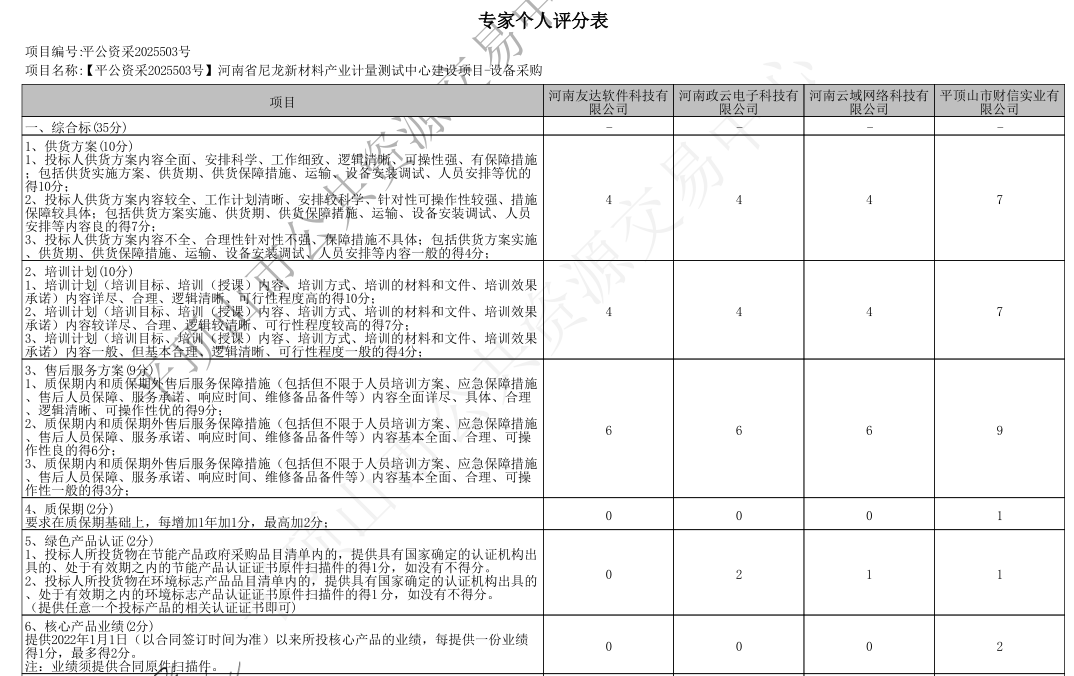 专家个人评分表
项目编号:平公资采2025503号
项目名称:【平公资采2025503号】河南省尼龙新材料产业计量测试中心建设项目-设备采购
项目 河南友达软件科技有限公司 河南政云电子科技有限公司 河南云域网络科技有限公司 平顶山市财信实业有限公司
一、综合标(35分) – – – –
1、供货方案(10分)
1、投标人供货方案内容全面、安排科学、工作细致、逻辑清晰、可操性强、有保障措施
；包括供货实施方案、供货期、供货保障措施、运输、设备安装调试、人员安排等优的
得10分；
2、投标人供货方案内容较全、工作计划清晰、安排较科学、针对性可操作性较强、措施
保障较具体；包括供货方案实施、供货期、供货保障措施、运输、设备安装调试、人员
安排等内容良的得7分；
3、投标人供货方案内容不全、合理性针对性不强、保障措施不具体；包括供货方案实施
、供货期、供货保障措施、运输、设备安装调试、人员安排等内容一般的得4分；
4 4 4 7
2、培训计划(10分)
1、培训计划（培训目标、培训（授课）内容、培训方式、培训的材料和文件、培训效果
承诺）内容详尽、合理、逻辑清晰、可行性程度高的得10分；
2、培训计划（培训目标、培训（授课）内容、培训方式、培训的材料和文件、培训效果
承诺）内容较详尽、合理、逻辑较清晰、可行性程度较高的得7分；
3、培训计划（培训目标、培训（授课）内容、培训方式、培训的材料和文件、培训效果
承诺）内容一般、但基本合理、逻辑清晰、可行性程度一般的得4分；
4 4 4 7
3、售后服务方案(9分)
1、质保期内和质保期外售后服务保障措施（包括但不限于人员培训方案、应急保障措施
、售后人员保障、服务承诺、响应时间、维修备品备件等）内容全面详尽、具体、合理
、逻辑清晰、可操作性优的得9分；
2、质保期内和质保期外售后服务保障措施（包括但不限于人员培训方案、应急保障措施
、售后人员保障、服务承诺、响应时间、维修备品备件等）内容基本全面、合理、可操
作性良的得6分；
3、质保期内和质保期外售后服务保障措施（包括但不限于人员培训方案、应急保障措施
、售后人员保障、服务承诺、响应时间、维修备品备件等）内容基本全面、合理、可操
作性一般的得3分；
6 6 6 9
4、质保期(2分)
要求在质保期基础上，每增加1年加1分，最高加2分；
0 0 0 1
5、绿色产品认证(2分)
1、投标人所投货物在节能产品政府采购品目清单内的，提供具有国家确定的认证机构出
具的、处于有效期之内的节能产品认证证书原件扫描件的得1分，如没有不得分。
2、投标人所投货物在环境标志产品品目清单内的，提供具有国家确定的认证机构出具的
、处于有效期之内的环境标志产品认证证书原件扫描件的得1 分，如没有不得分。
（提供任意一个投标产品的相关认证证书即可)
0 2 1 1
6、核心产品业绩(2分)
提供2022年1月1日（以合同签订时间为准）以来所投核心产品的业绩，每提供一份业绩
得1分，最多得2分。
注：业绩须提供合同原件扫描件。
0 0 0 2
平顶山市公共资源交易中
平顶山市公共资源交易中心